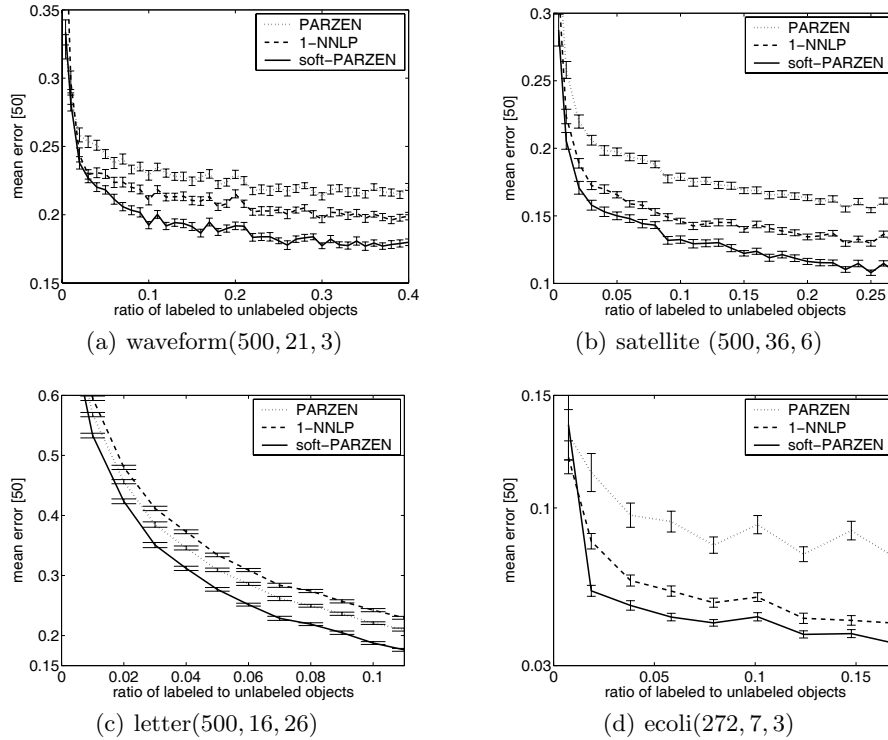 0.35
0.3
0.25
0.2
0.15
0
0.1
0.2
0.3
0.4
mean error [50]
PARZEN
1−NNLP
soft−PARZEN
ratio of labeled to unlabeled objects
(a) waveform(500, 21, 3)
0.3
0.25
0.2
0.15
0.1
0
0.05
0.1
0.15
0.2
0.25
mean error [50]
PARZEN
1−NNLP
soft−PARZEN
ratio of labeled to unlabeled objects
(b) satellite (500, 36, 6)
0.6
0.5
0.4
0.3
0.2
0.15
0
0.02
0.04
0.06
0.08
0.1
mean error [50]
PARZEN
1−NNLP
soft−PARZEN
ratio of labeled to unlabeled objects
(c) letter(500, 16, 26)
0.15
0.1
0.03
0
0.05
0.1
0.15
mean error [50]
PARZEN
1−NNLP
soft−PARZEN
ratio of labeled to unlabeled objects
(d) ecoli(272, 7, 3)